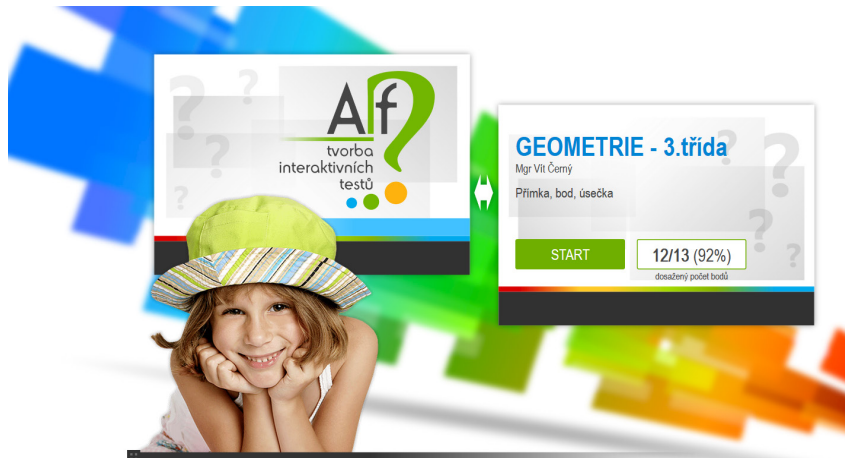 Alf
tvorba
interaktivních
testů
GEOMETRIE - 3.třída
Mgr Vít Černý
Přímka, bod, úsečka
START
12/13 (92%)
dosažený počet bodů